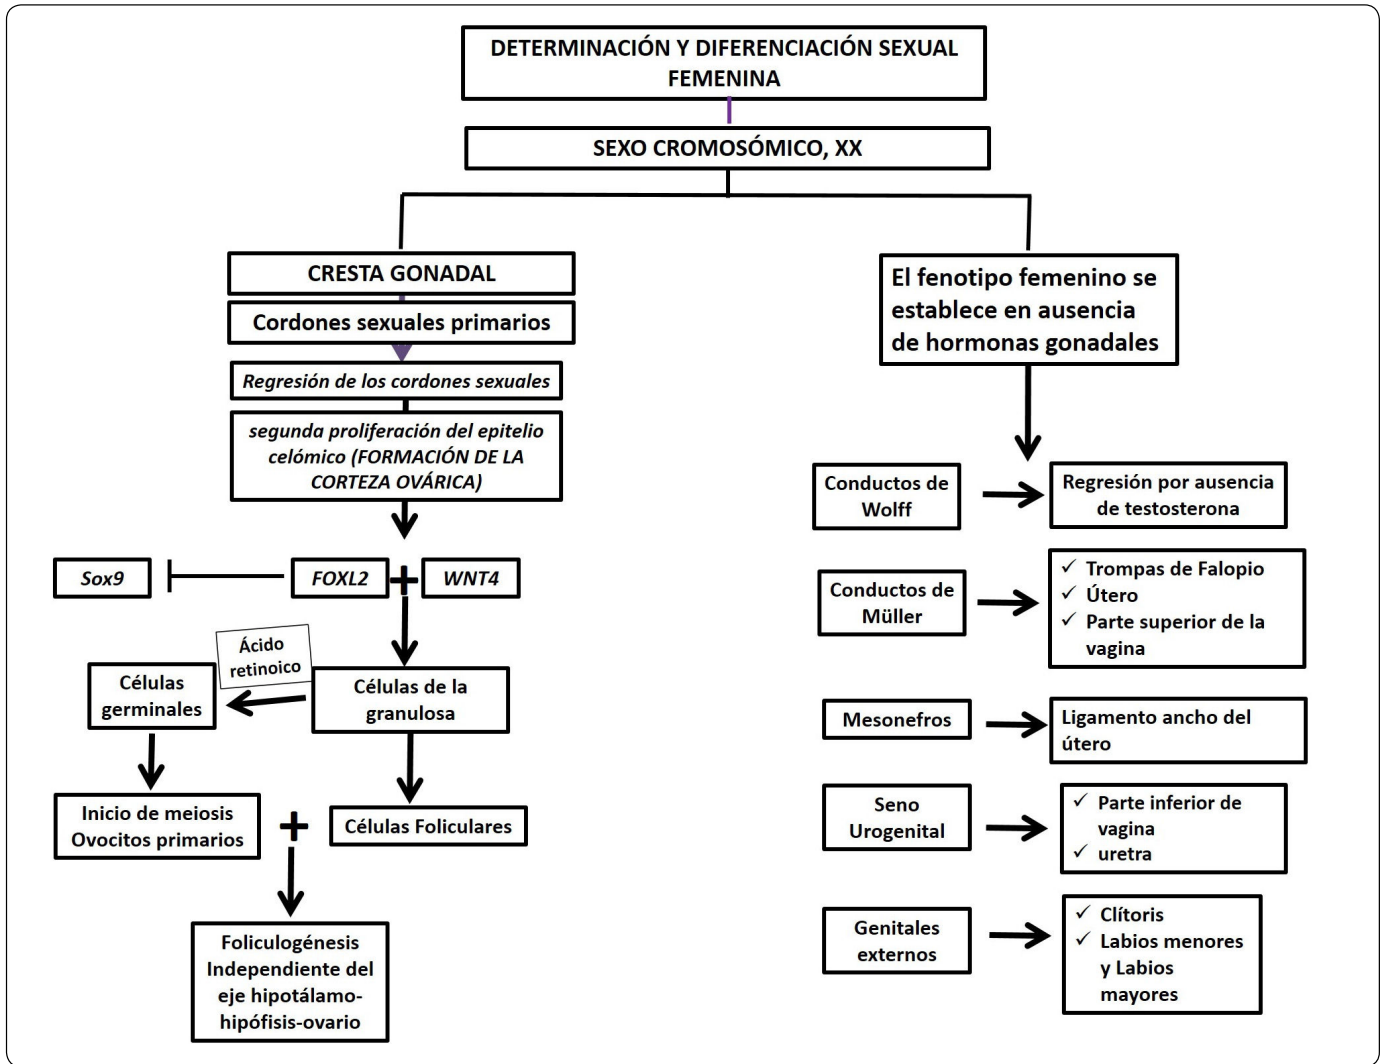 DETERMINACIÓN Y DIFERENCIACIÓN SEXUAL
FEMENINA
SEXO CROMOSÓMICO, XX
CRESTA GONADAL
Cordones sexuales primarios
Regresión de los cordones sexuales
segunda proliferación del epitelio
celómico (FORMACIÓN DE LA
CORTEZA OVÁRICA)
Sox9
FOXL2
+
WNT4
Ácido
retinoico
Células
germinales
Células de la
granulosa
Inicio de meiosis
Ovocitos primarios
+
Células Foliculares
Foliculogénesis
Independiente del
eje hipotálamo-
hipófisis-ovario
El fenotipo femenino se
establece en ausencia
de hormonas gonadales
Conductos de
Wolff
Regresión por ausencia
de testosterona
Conductos de
Müller
✓ Trompas de Falopio
✓ Útero
✓ Parte superior de la
vagina
Mesonefros
Ligamento ancho del
útero
Seno
Urogenital
✓ Parte inferior de
vagina
✓ uretra
Genitales
externos
✓ Clítoris
✓ Labios menores
y Labios
mayores